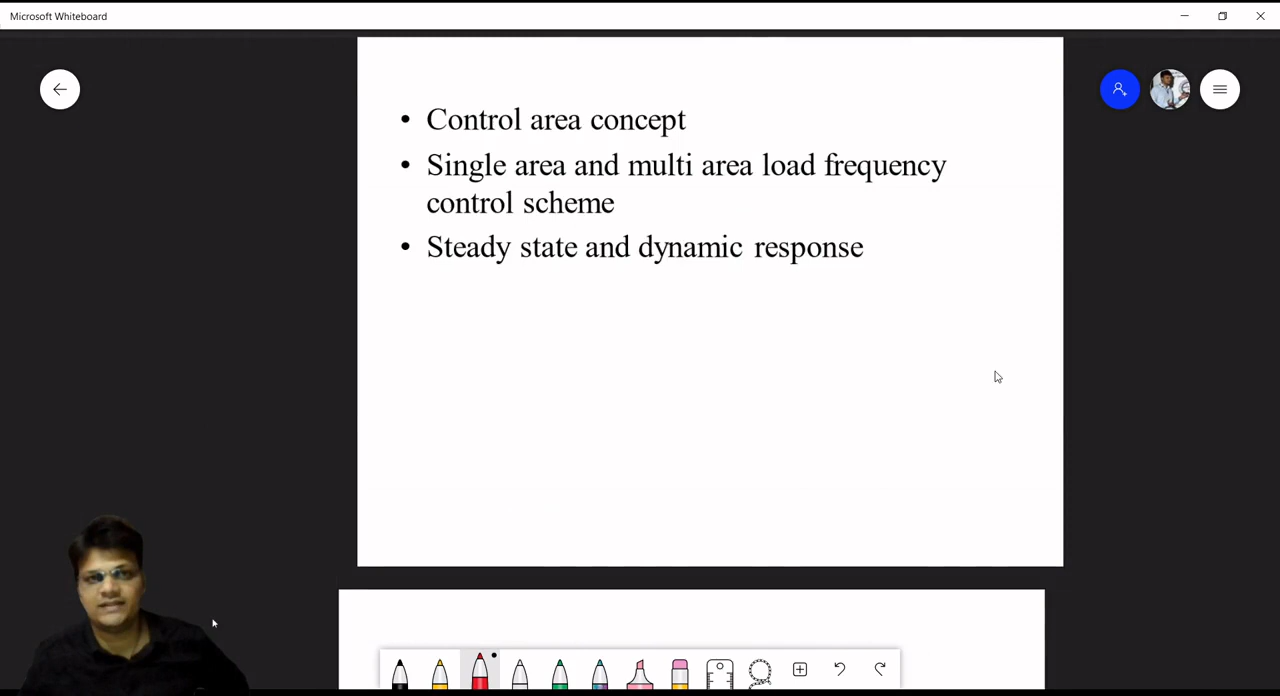 Microsoft Whiteboard
• Control area concept
• Single area and multi area load frequency
control scheme
• Steady state and dynamic response